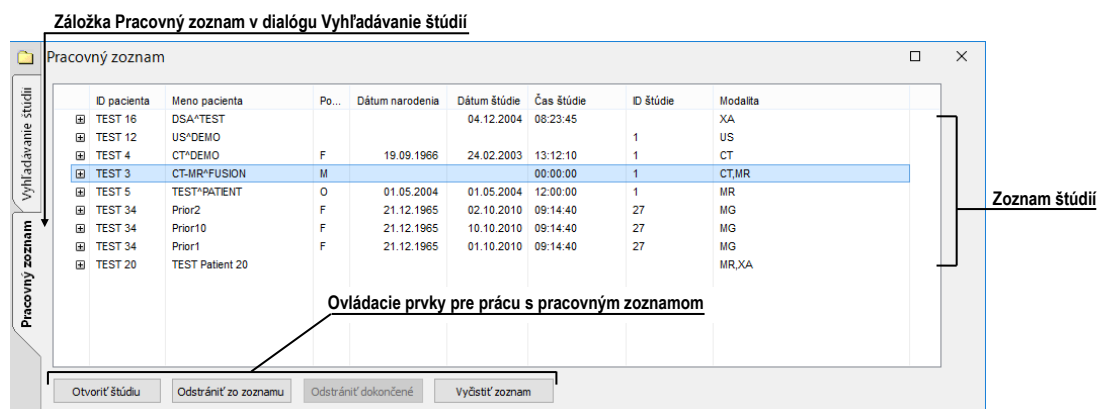 Záložka Pracovný zoznam v dialógu Vyhľadávanie štúdií
Pracovný zoznam
Vyhľadávanie štúdií
Pracovný zoznam
ID pacienta Meno pacienta Po... Dátum narodenia Dátum štúdie Čas štúdie ID štúdie Modalita
TEST 16 DSA^TEST 04.12.2004 08:23:45 XA
TEST 12 US^DEMO 1 US
TEST 4 CT^DEMO F 19.09.1966 24.02.2003 13:12:10 1 CT
TEST 3 CT-MR^FUSION M 00:00:00 1 CT,MR
TEST 5 TEST^PATIENT O 01.05.2004 01.05.2004 12:00:00 1 MR
TEST 34 Prior2 F 21.12.1965 02.10.2010 09:14:40 27 MG
TEST 34 Prior10 F 21.12.1965 10.10.2010 09:14:40 27 MG
TEST 34 Prior1 F 21.12.1965 01.10.2010 09:14:40 27 MG
TEST 20 TEST Patient 20 MR,XA
Zoznam štúdií
Ovládacie prvky pre prácu s pracovným zoznamom
Otvoriť štúdiu Odstrániť zo zoznamu Odstrániť dokončené Vyčistiť zoznam